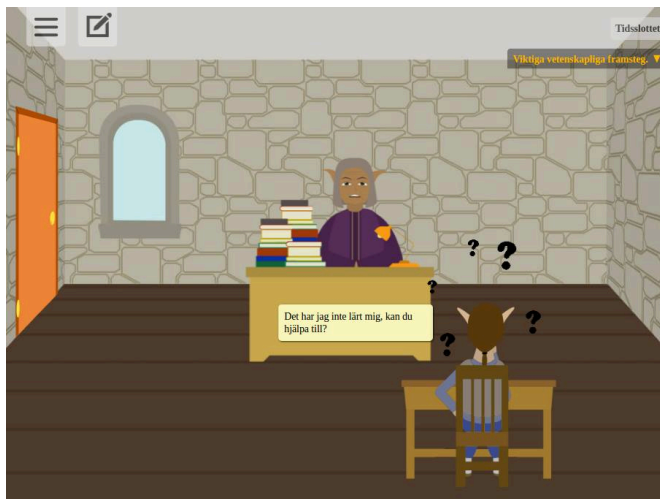 Tidsslottet
Viktiga vetenskapliga framsteg. ▼
Det har jag inte lärt mig, kan du
hjälpa till?